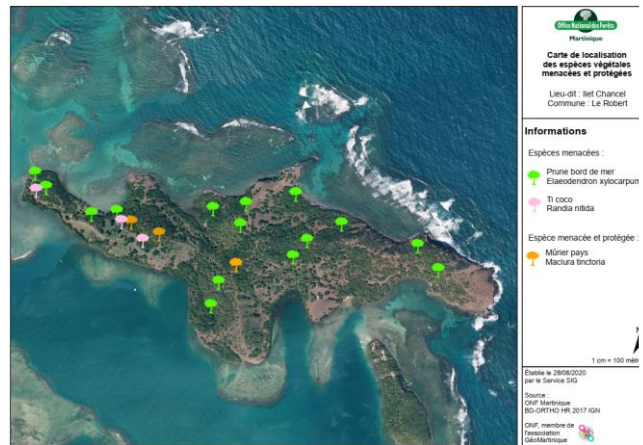 Office National des Forêts
Martinique
Carte de localisation
des espèces végétales
menacées et protégées
Lieu-dit : Ilet Chancel
Commune : Le Robert
Informations
Espèces menacées :
Prune bord de mer
Elaeodendron xylocarpum
Ti coco
Randia nitida
Espèce menacée et protégée :
Mûrier pays
Maclura tinctoria
N
1 cm = 100 mètr
Établie le 28/08/2020
par le Service SIG
Source :
ONF Martinique
BD-ORTHO HR 2017 IGN
ONF, membre de
l'association
GéoMartinique